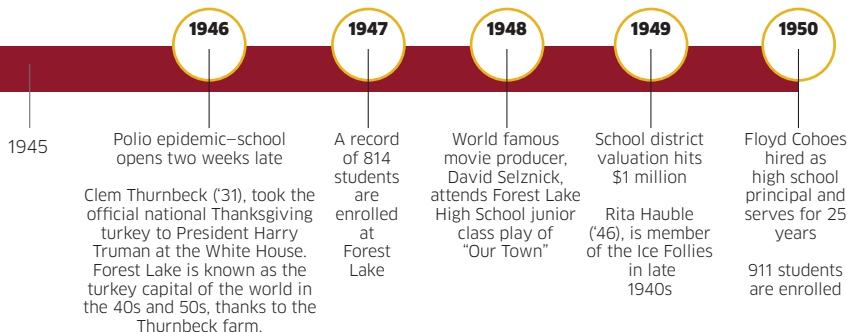 1945
1946
Polio epidemic–school
opens two weeks late
Clem Thurnbeck (‘31), took the
official national Thanksgiving
turkey to President Harry
Truman at the White House.
Forest Lake is known as the
turkey capital of the world in
the 40s and 50s, thanks to the
Thurnbeck farm.
1947
A record
of 814
students
are
enrolled
at
Forest
Lake
1948
World famous
movie producer,
David Selznick,
attends Forest Lake
High School junior
class play of
“Our Town”
1949
School district
valuation hits
$1 million
Rita Hauble
(‘46), is member
of the Ice Follies
in late
1940s
1950
Floyd Cohoes
hired as
high school
principal and
serves for 25
years
911 students
are enrolled